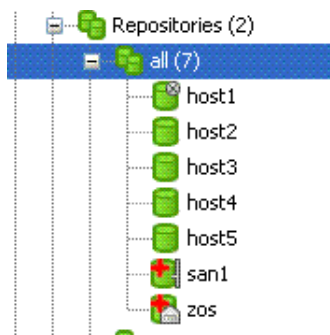 Repositories (2)
all (7)
host1
host2
host3
host4
host5
san1
zos